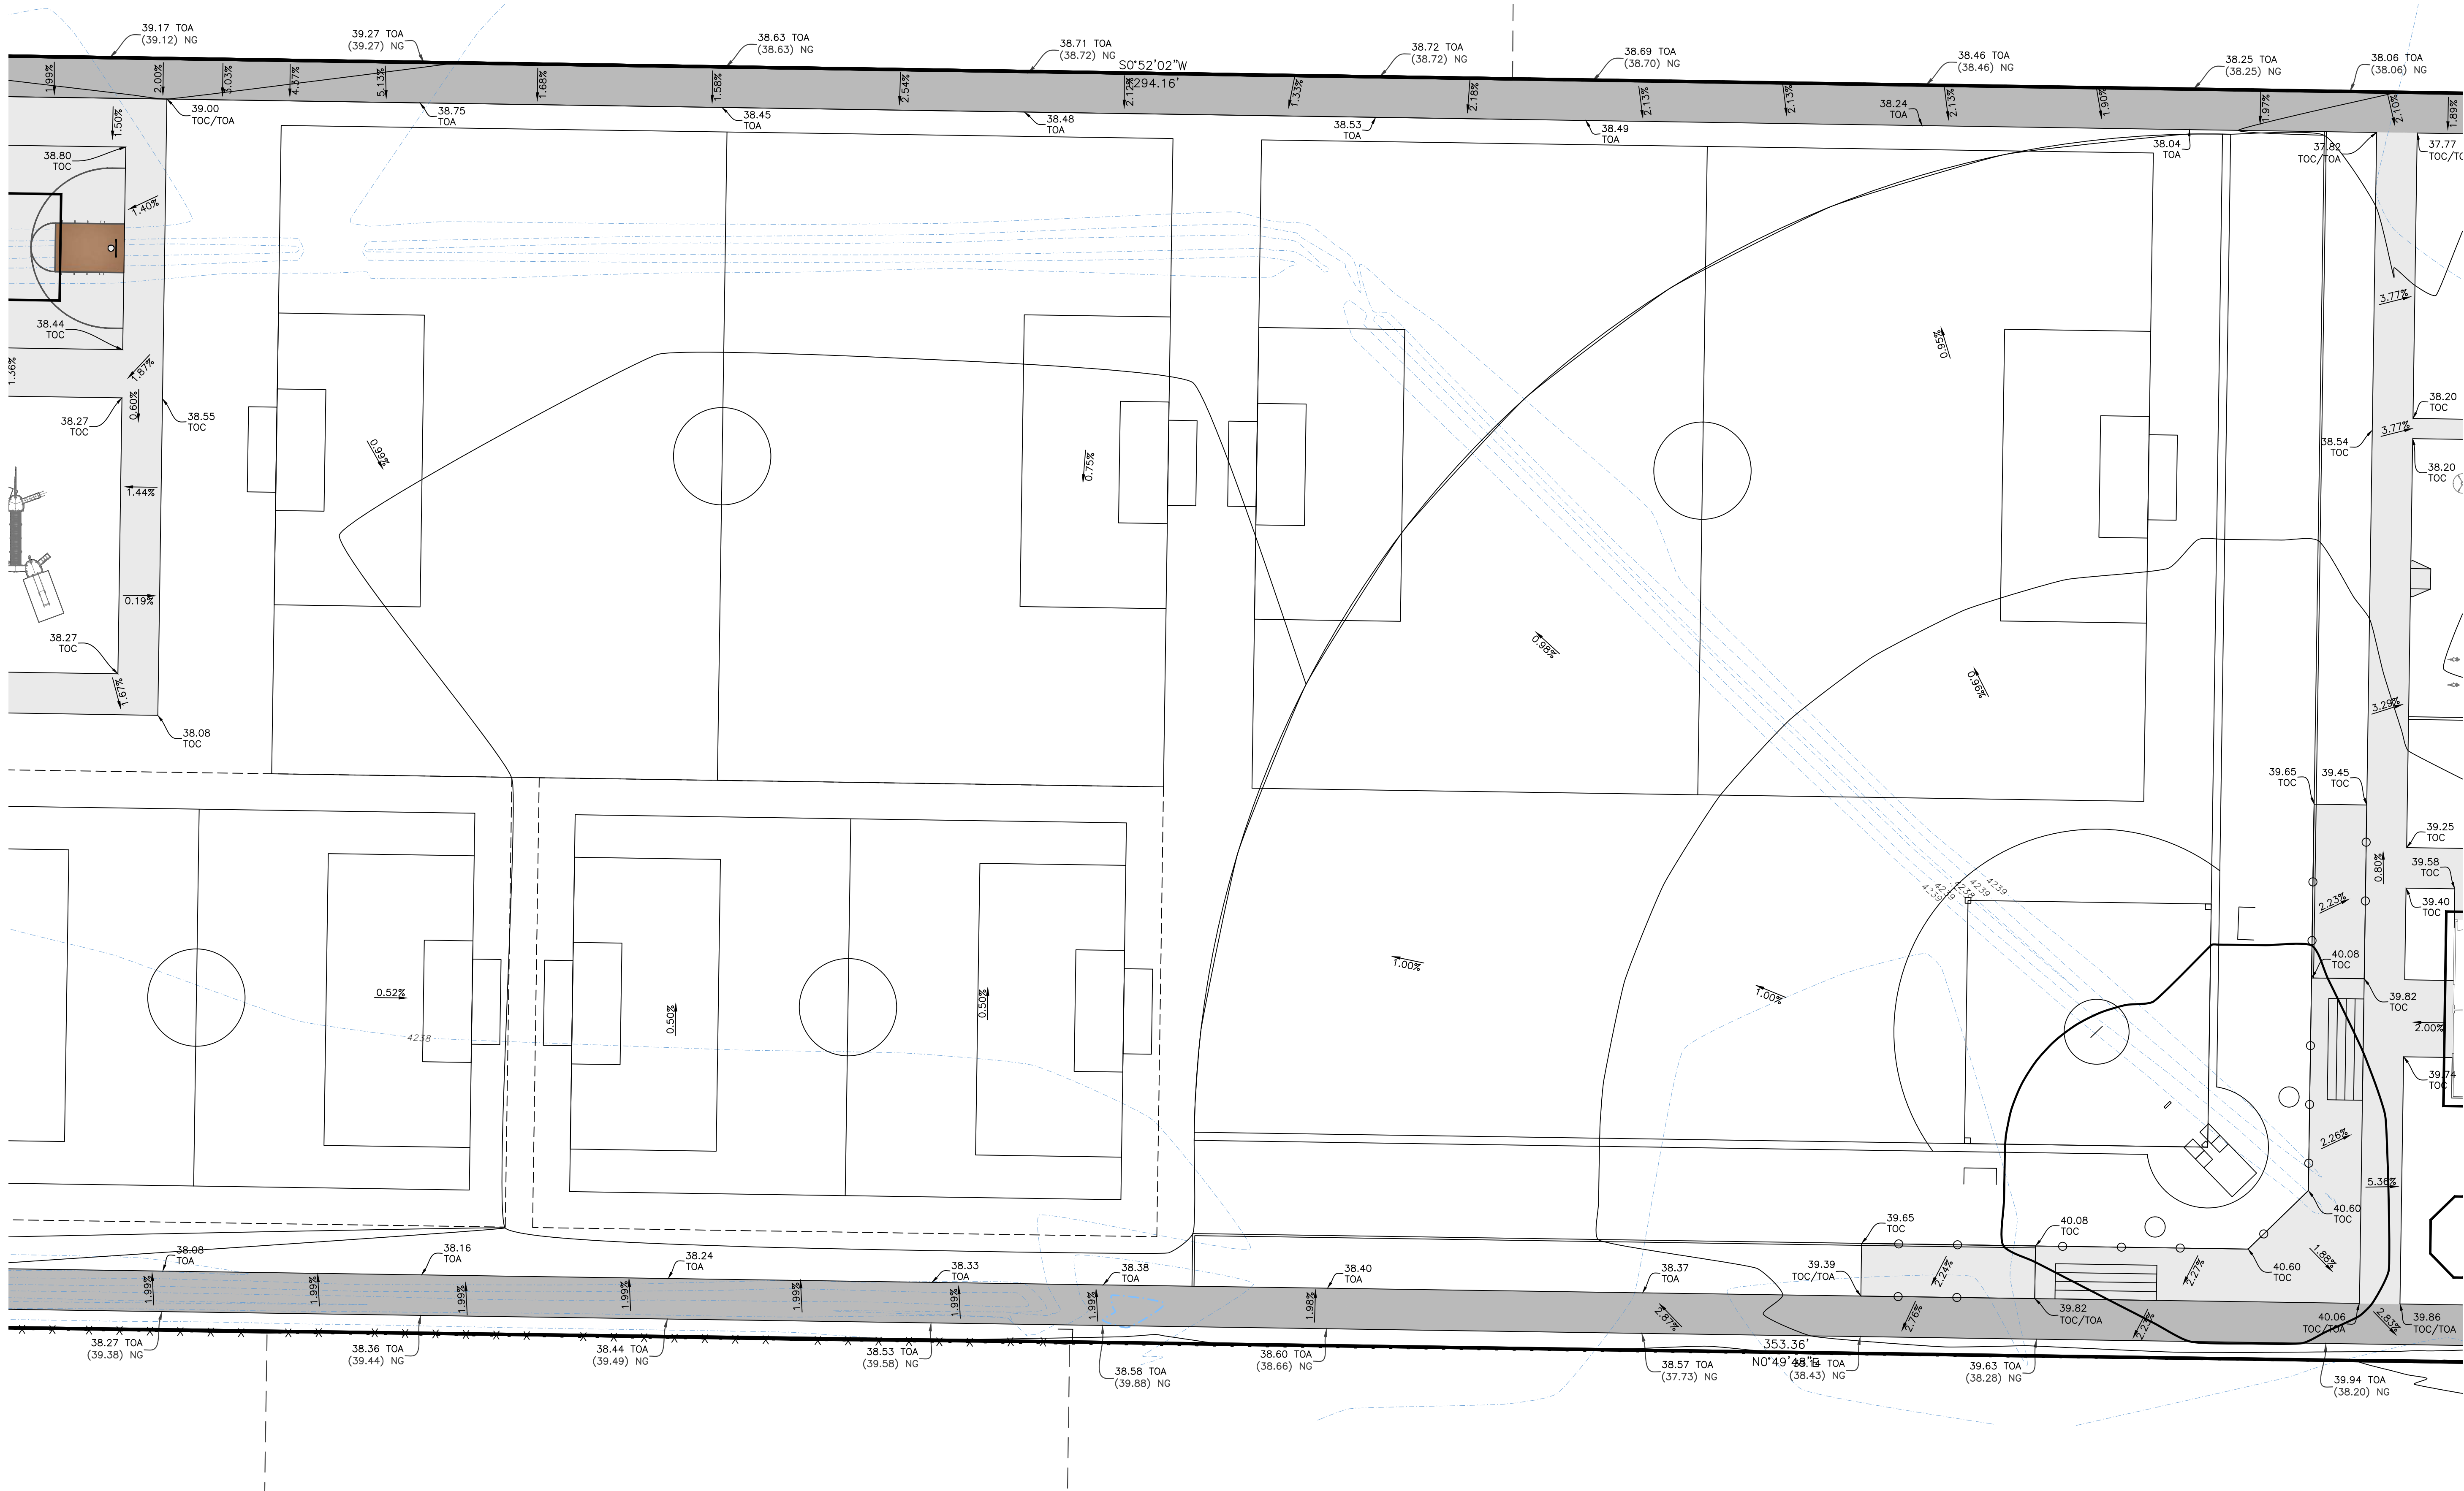 39.17 TOA
(39.12) NG
39.27 TOA
(39.27) NG
38.63 TOA
(38.63) NG
38.71 TOA
(38.72) NG
S0°52'02"W
1294.16'
38.72 TOA
(38.72) NG
38.69 TOA
(38.70) NG
38.46 TOA
(38.46) NG
38.25 TOA
(38.25) NG
38.06 TOA
(38.06) NG
1.99%
2.00%
3.03%
4.37%
5.13%
1.68%
1.58%
2.54%
2.12%
1.33%
2.18%
2.13%
2.13%
2.13%
1.90%
1.97%
2.10%
1.89%
39.00
TOC/TOA
38.75
TOA
38.45
TOA
38.48
TOA
38.53
TOA
38.49
TOA
38.24
TOA
38.04
TOA
37.82
TOC/TOA
37.77
1.50%
38.80
TOC
1.40%
38.44
TOC
1.87%
1.36%
0.60%
38.27
TOC
38.55
TOC
1.44%
0.19%
38.27
TOC
1.67%
38.08
TOC
0.66%
0.75%
0.95%
0.98%
0.96%
3.77%
38.20
TOC
3.77%
38.54
TOC
38.20
TOC
3.29%
39.65
TOC
39.45
TOC
39.25
TOC
0.80%
39.58
TOC
39.40
TOC
2.23%
4239
4239
4238
4239
4239
40.08
TOC
39.82
TOC
2.00%
39.74
TOC
2.26%
5.36%
40.60
TOC
0.52%
4238
0.50%
0.50%
1.00%
1.00%
39.65
TOC
40.08
TOC
40.60
TOC
1.88%
2.24%
2.27%
38.08
TOA
38.16
TOA
38.24
TOA
38.33
TOA
38.38
TOA
38.40
TOA
38.37
TOA
39.39
TOC/TOA
39.82
TOC/TOA
40.06
TOC/TOA
39.86
TOC/TOA
1.99%
1.99%
1.99%
1.99%
1.99%
1.99%
1.99%
1.98%
2.87%
2.76%
2.23%
2.83%
38.27 TOA
(39.38) NG
38.36 TOA
(39.44) NG
38.44 TOA
(39.49) NG
38.53 TOA
(39.58) NG
38.58 TOA
(39.88) NG
38.60 TOA
(38.66) NG
38.57 TOA
(37.73) NG
353.36'
N0°49'48"E
TOA
(38.43) NG
39.63 TOA
(38.28) NG
39.94 TOA
(38.20) NG